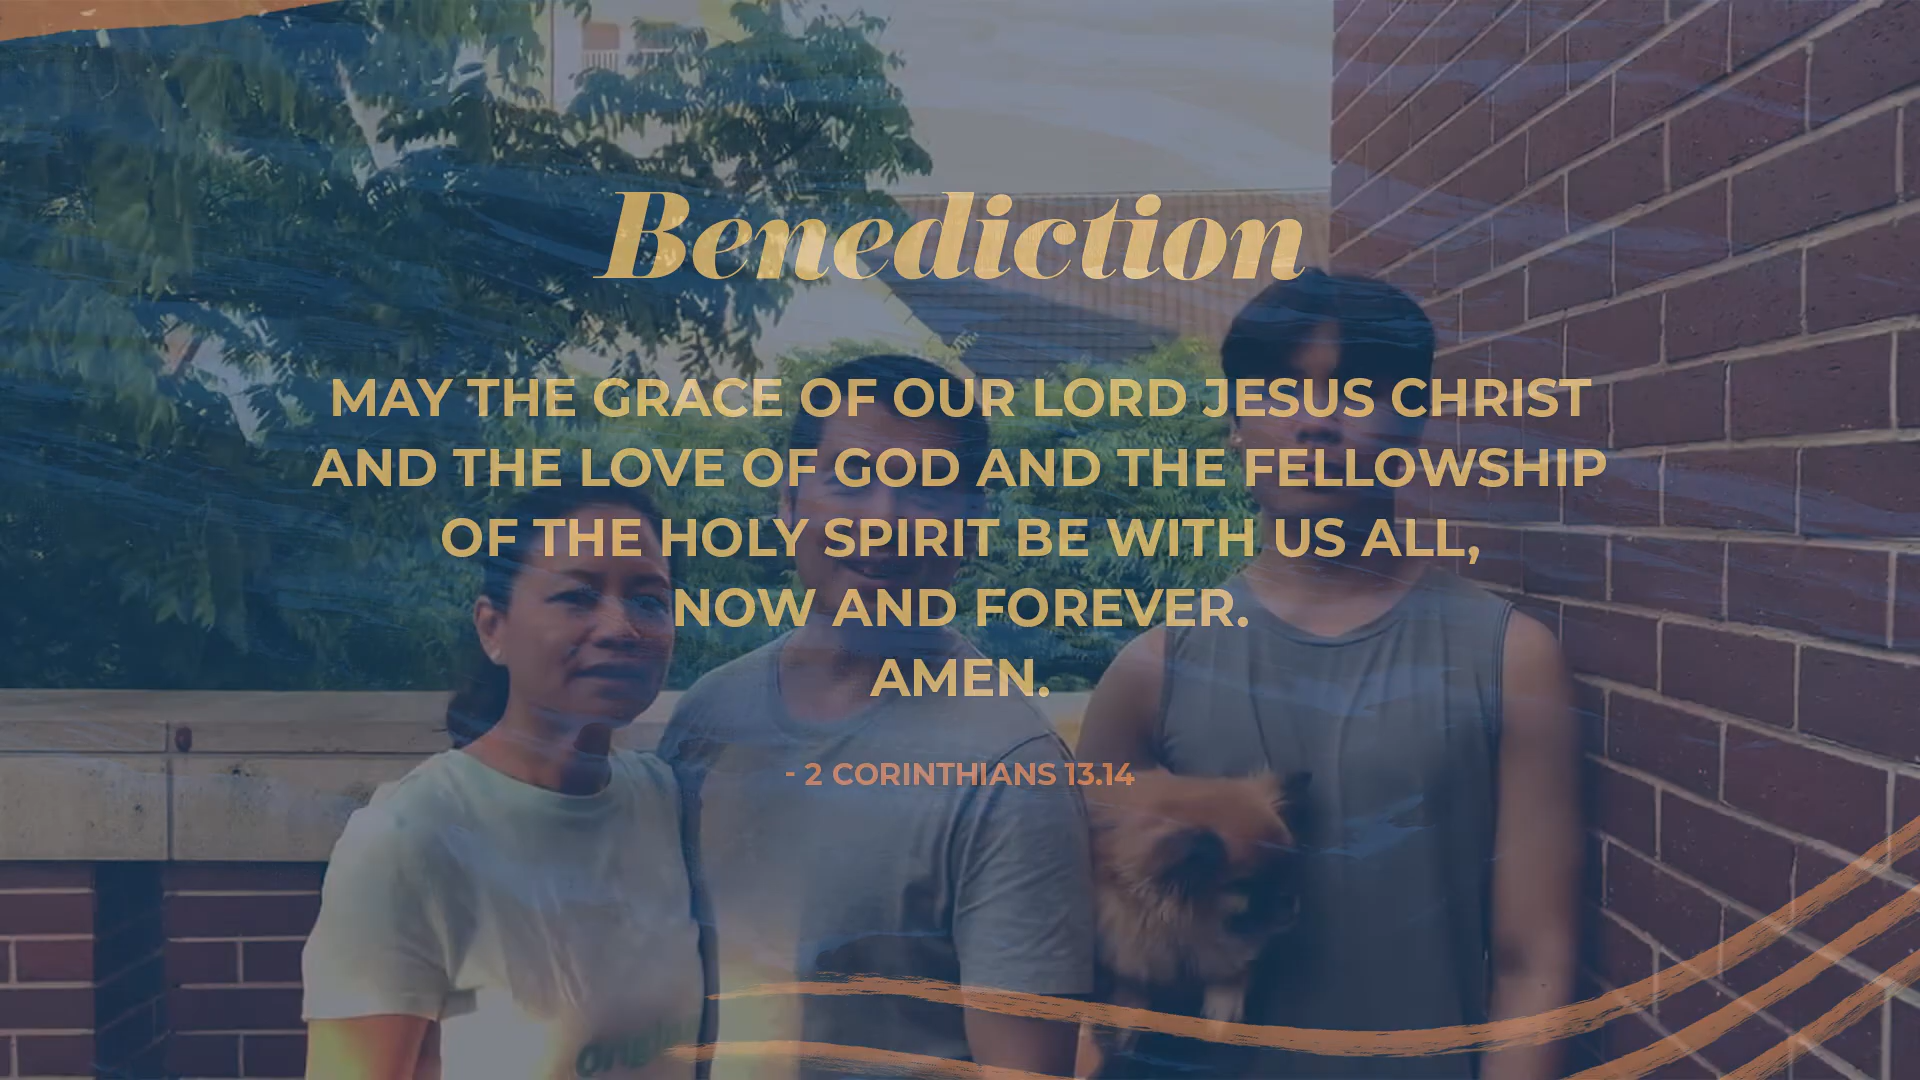 Benediction
MAY THE GRACE OF OUR LORD JESUS CHRIST
AND THE LOVE OF GOD AND THE FELLOWSHIP
OF THE HOLY SPIRIT BE WITH US ALL,
NOW AND FOREVER.
AMEN.
- 2 CORINTHIANS 13.14